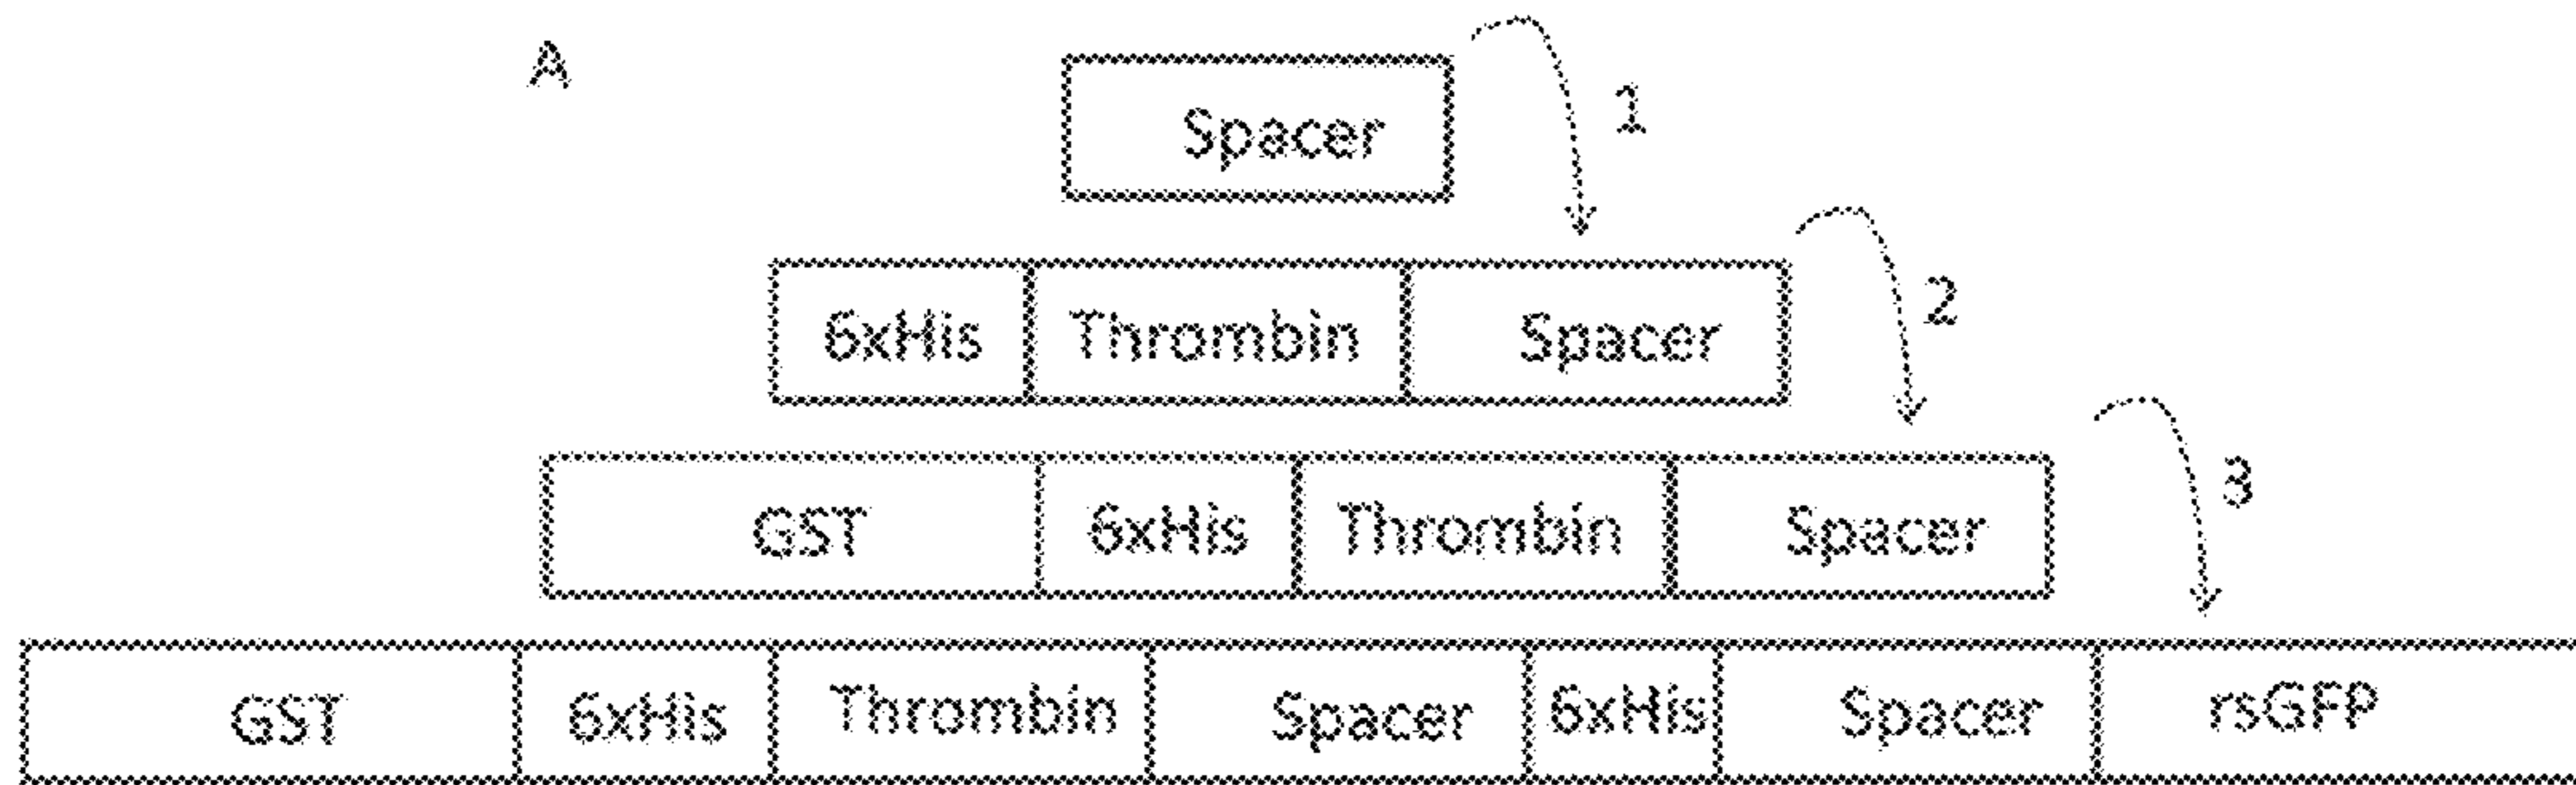 A
Spacer 1
6xHis Thrombin Spacer 2
GST 6xHis Thrombin Spacer 3
GST 6xHis Thrombin Spacer 6xHis Spacer rsGFP